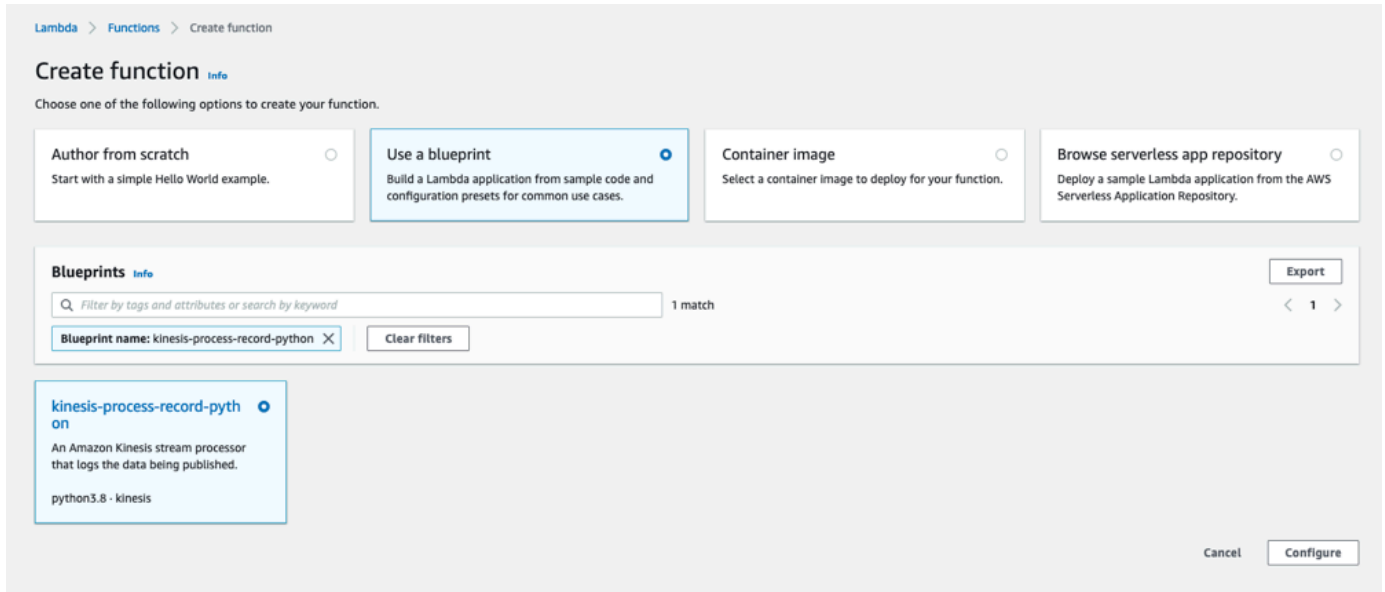 Lambda > Functions > Create function
Create function Info
Choose one of the following options to create your function.
Author from scratch
Start with a simple Hello World example.
Use a blueprint
Build a Lambda application from sample code and
configuration presets for common use cases.
Container image
Select a container image to deploy for your function.
Browse serverless app repository
Deploy a sample Lambda application from the AWS
Serverless Application Repository.
Blueprints Info
Export
Filter by tags and attributes or search by keyword
1 match
< 1 >
Blueprint name: kinesis-process-record-python X
Clear filters
kinesis-process-record-pyth
on
An Amazon Kinesis stream processor
that logs the data being published.
python3.8 · kinesis
Cancel
Configure